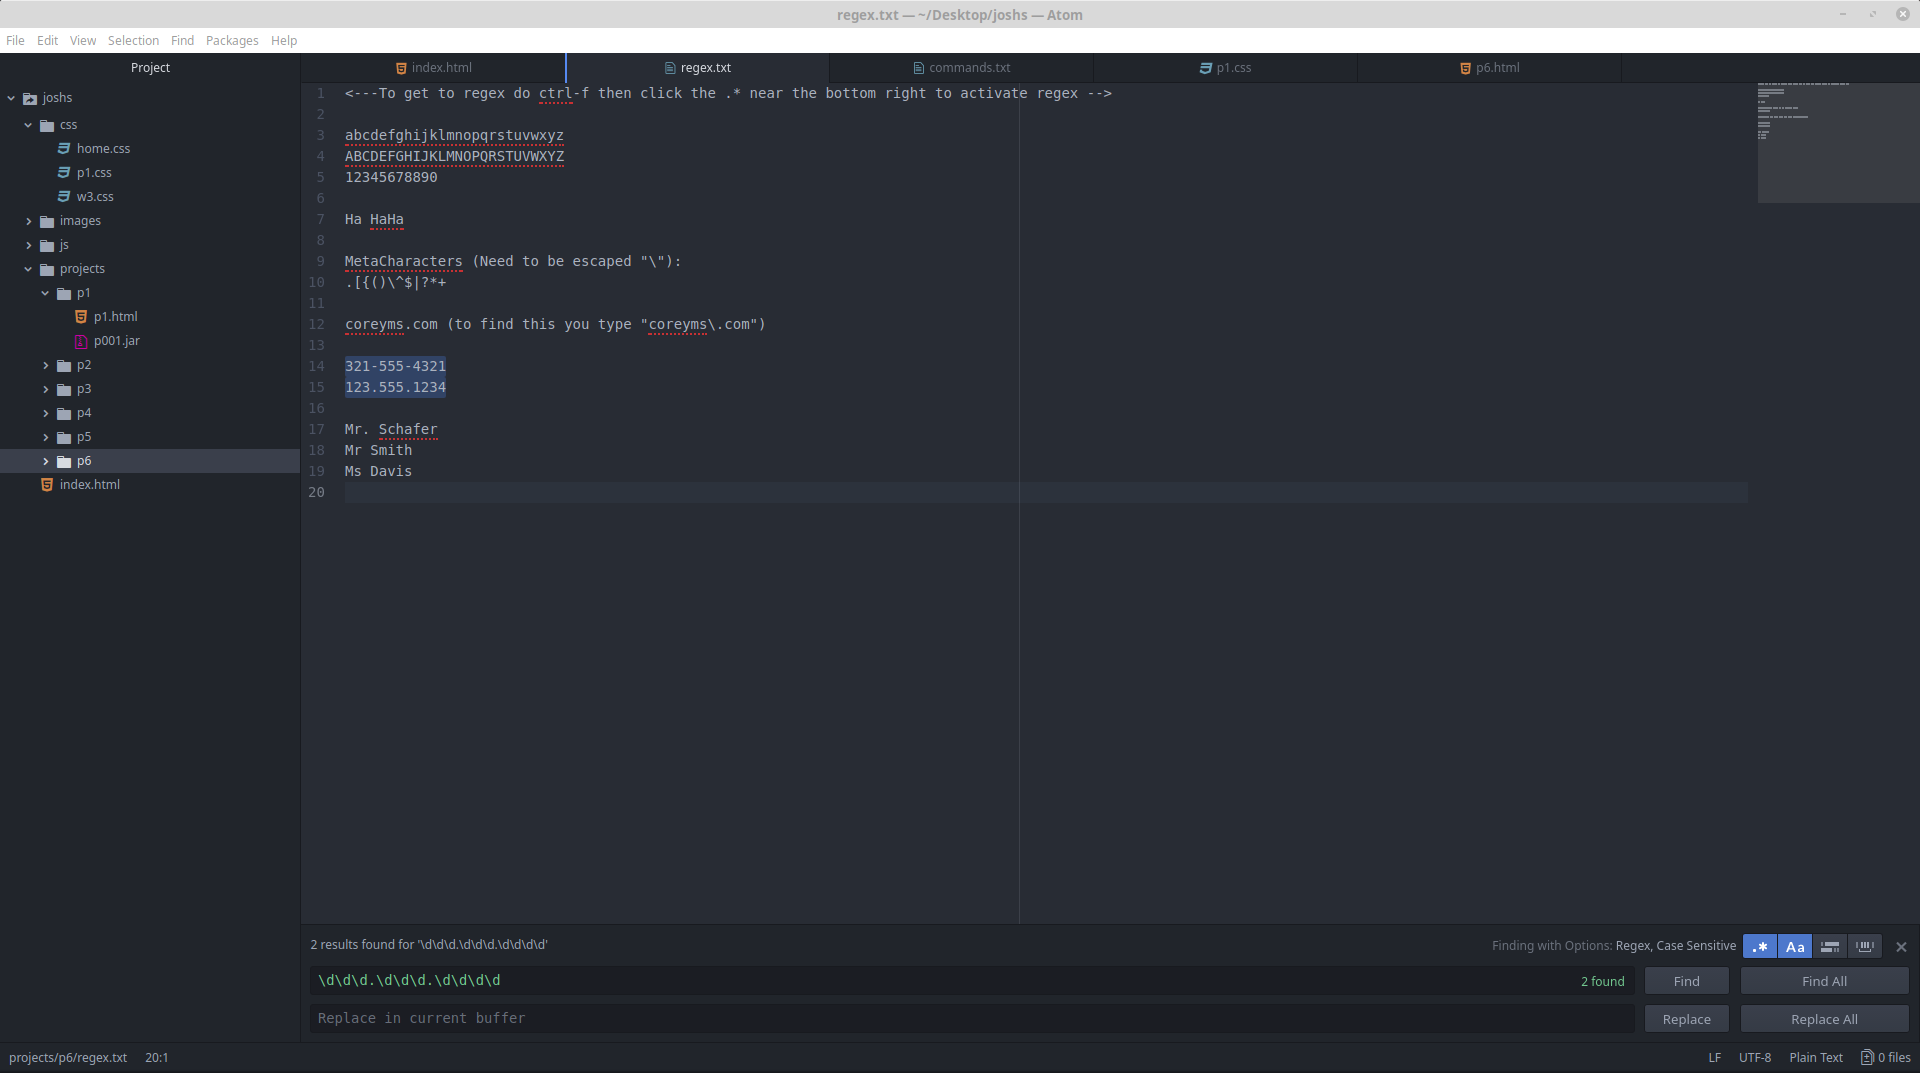 regex.txt — ~/Desktop/joshs — Atom
File Edit View Selection Find Packages Help
Project
joshs
css
home.css
p1.css
w3.css
images
js
projects
p1
p1.html
p001.jar
p2
p3
p4
p5
p6
index.html
index.html regex.txt commands.txt p1.css p6.html
1 <---To get to regex do ctrl-f then click the .* near the bottom right to activate regex -->
2
3 abcdefghijklmnopqrstuvwxyz
4 ABCDEFGHIJKLMNOPQRSTUVWXYZ
5 12345678890
6
7 Ha HaHa
8
9 MetaCharacters (Need to be escaped "\"):
10 .[{()\^$|?*+
11
12 coreyms.com (to find this you type "coreyms\.com")
13
14 321-555-4321
15 123.555.1234
16
17 Mr. Schafer
18 Mr Smith
19 Ms Davis
20
2 results found for '\d\d\d.\d\d\d.\d\d\d\d'
Finding with Options: Regex, Case Sensitive .* Aa
\d\d\d.\d\d\d.\d\d\d\d 2 found Find Find All
Replace in current buffer Replace Replace All
projects/p6/regex.txt 20:1 LF UTF-8 Plain Text 0 files